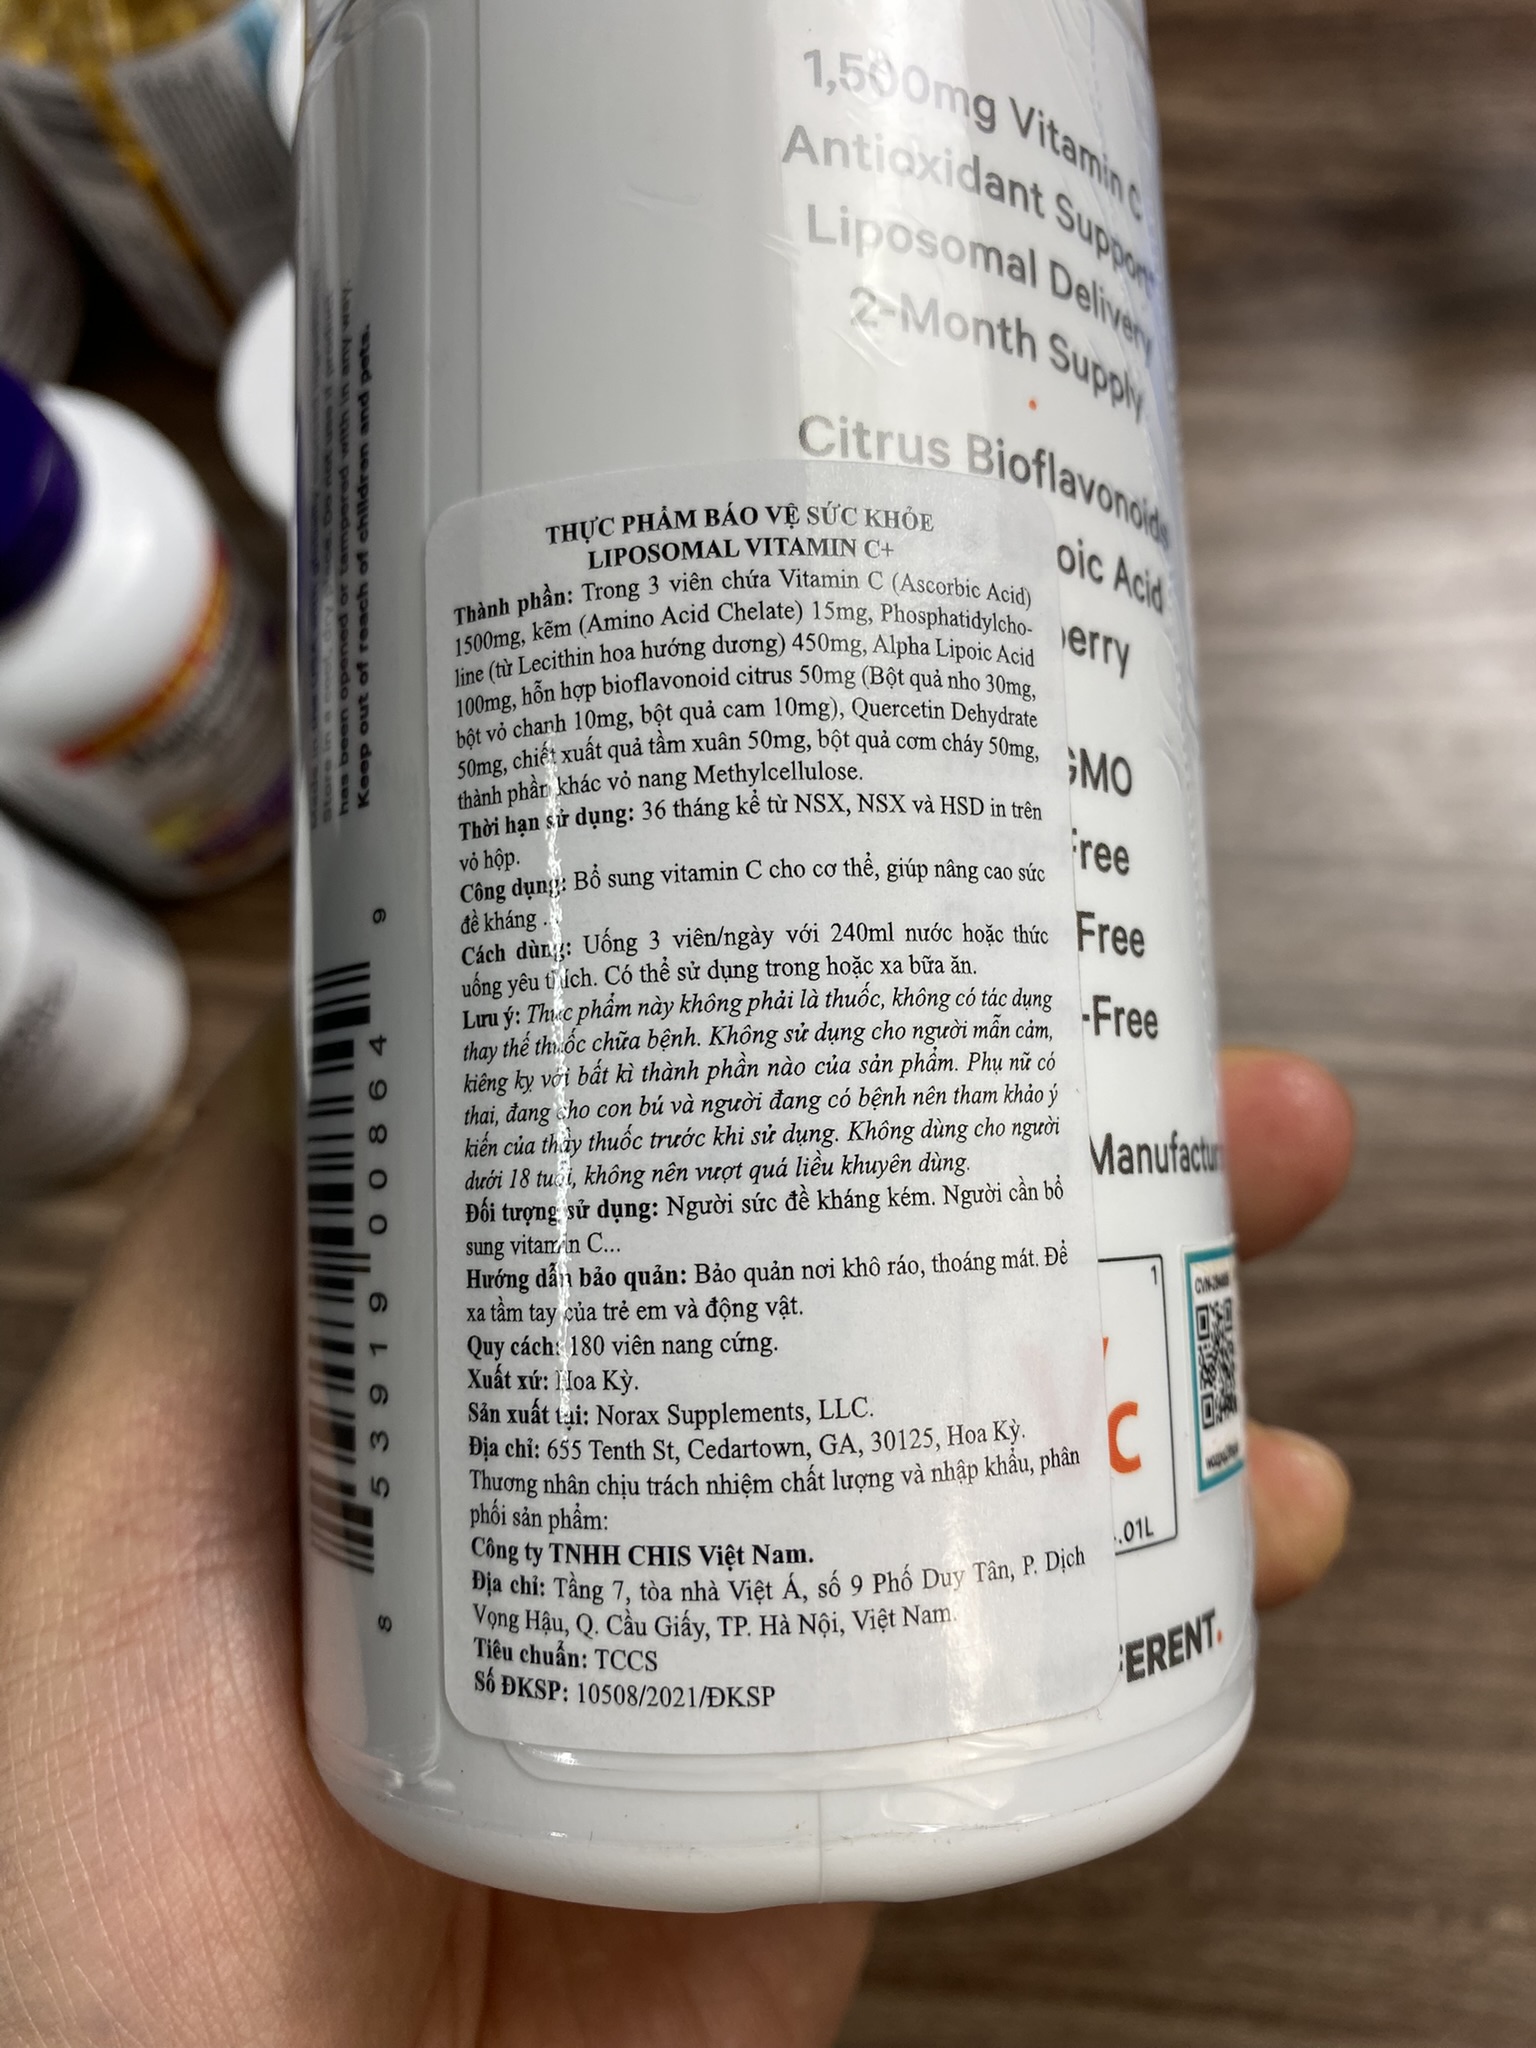 1,500mg Vitamin C
Antioxidant Support*
Liposomal Delivery
2-Month Supply
Citrus Bioflavonoids
oic Acid
erry
GMO
Free
Free
-Free
Manufactur
1
C
.01L
FERENT.
has been opened or tampered with in any way.
Keep out of reach of children and pets.
8 53919 00864 9
THỰC PHẨM BẢO VỆ SỨC KHỎE
LIPOSOMAL VITAMIN C+
Thành phần: Trong 3 viên chứa Vitamin C (Ascorbic Acid)
1500mg, kẽm (Amino Acid Chelate) 15mg, Phosphatidylcho-
line (từ Lecithin hoa hướng dương) 450mg, Alpha Lipoic Acid
100mg, hỗn hợp bioflavonoid citrus 50mg (Bột quả nho 30mg,
bột vỏ chanh 10mg, bột quả cam 10mg), Quercetin Dehydrate
50mg, chiết xuất quả tầm xuân 50mg, bột quả cơm cháy 50mg,
thành phần khác vỏ nang Methylcellulose.
Thời hạn sử dụng: 36 tháng kể từ NSX, NSX và HSD in trên
vỏ hộp.
Công dụng: Bổ sung vitamin C cho cơ thể, giúp nâng cao sức
đề kháng ...
Cách dùng: Uống 3 viên/ngày với 240ml nước hoặc thức
uống yêu thích. Có thể sử dụng trong hoặc xa bữa ăn.
Lưu ý: Thực phẩm này không phải là thuốc, không có tác dụng
thay thế thuốc chữa bệnh. Không sử dụng cho người mẫn cảm,
kiêng kỵ với bất kì thành phần nào của sản phẩm. Phụ nữ có
thai, đang cho con bú và người đang có bệnh nên tham khảo ý
kiến của thầy thuốc trước khi sử dụng. Không dùng cho người
dưới 18 tuổi, không nên vượt quá liều khuyên dùng.
Đối tượng sử dụng: Người sức đề kháng kém. Người cần bổ
sung vitamin C...
Hướng dẫn bảo quản: Bảo quản nơi khô ráo, thoáng mát. Để
xa tầm tay của trẻ em và động vật.
Quy cách: 180 viên nang cứng.
Xuất xứ: Hoa Kỳ.
Sản xuất tại: Norax Supplements, LLC.
Địa chỉ: 655 Tenth St, Cedartown, GA, 30125, Hoa Kỳ.
Thương nhân chịu trách nhiệm chất lượng và nhập khẩu, phân
phối sản phẩm:
Công ty TNHH CHIS Việt Nam.
Địa chỉ: Tầng 7, tòa nhà Việt Á, số 9 Phố Duy Tân, P. Dịch
Vọng Hậu, Q. Cầu Giấy, TP. Hà Nội, Việt Nam.
Tiêu chuẩn: TCCS
Số ĐKSP: 10508/2021/ĐKSP